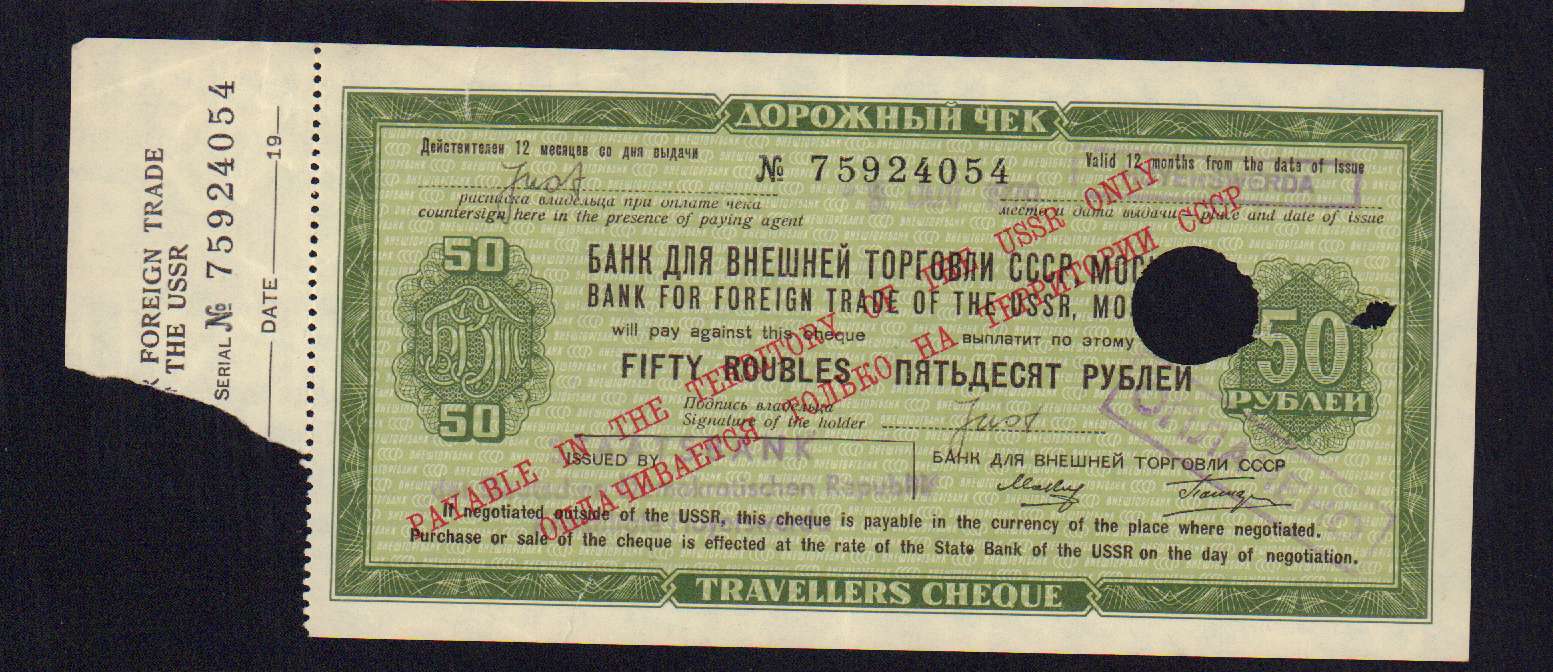 FOREIGN TRADE
THE USSR
SERIAL № 75924054
DATE 19
ДОРОЖНЫЙ ЧЕК
Действителен 12 месяцев со дня выдачи
№ 75924054
Valid 12 months from the date of issue
Just
расписка владельца при оплате чека
countersign here in the presence of paying agent
место и дата выдачи place and date of issue
50
БАНК ДЛЯ ВНЕШНЕЙ ТОРГОВЛИ СССР,
BANK FOR FOREIGN TRADE OF THE USSR,
will pay against this cheque выплатит по этому
FIFTY ROUBLES ПЯТЬДЕСЯТ РУБЛЕЙ
50
РУБЛЕЙ
50
Подпись владельца
Signature of the holder
Just
PAYABLE IN THE TERRITORY OF THE USSR ONLY
ОПЛАЧИВАЕТСЯ ТОЛЬКО НА ТЕРРИТОРИИ СССР
ISSUED BY
БАНК ДЛЯ ВНЕШНЕЙ ТОРГОВЛИ СССР
If negotiated outside of the USSR, this cheque is payable in the currency of the place where negotiated.
Purchase or sale of the cheque is effected at the rate of the State Bank of the USSR on the day of negotiation.
TRAVELLERS CHEQUE